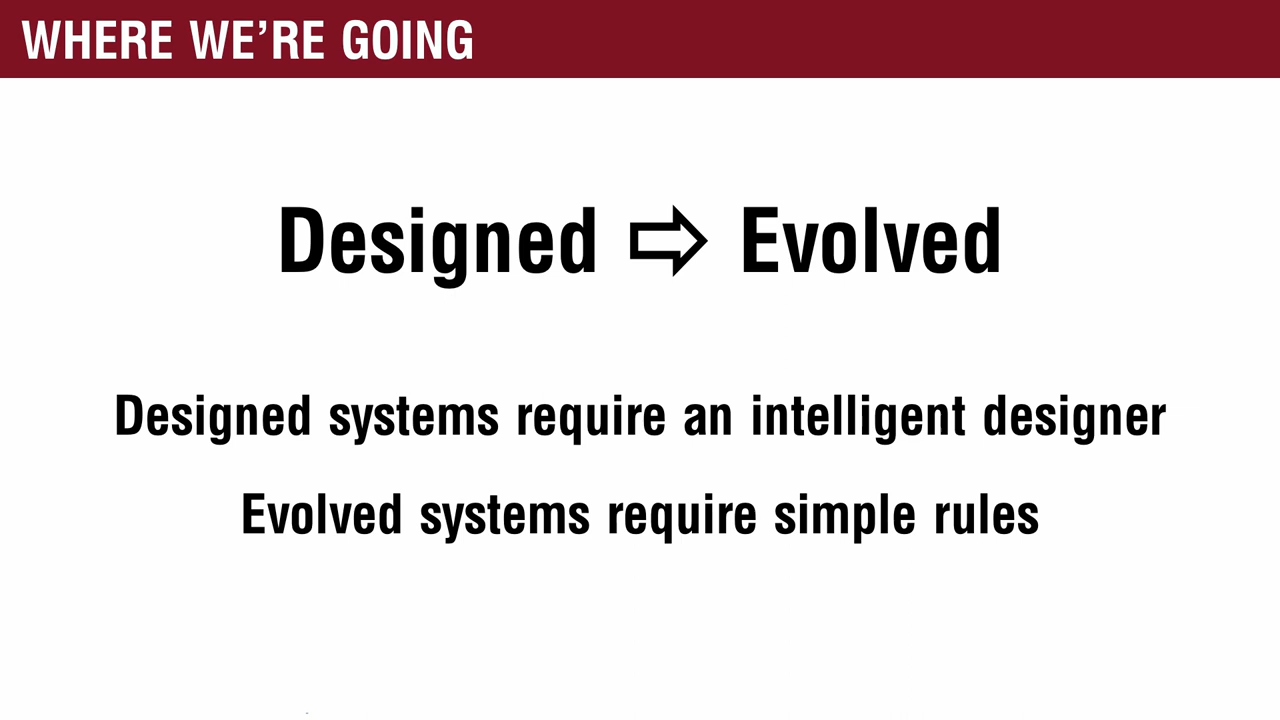 WHERE WE’RE GOING
Designed ⇨ Evolved
Designed systems require an intelligent designer
Evolved systems require simple rules